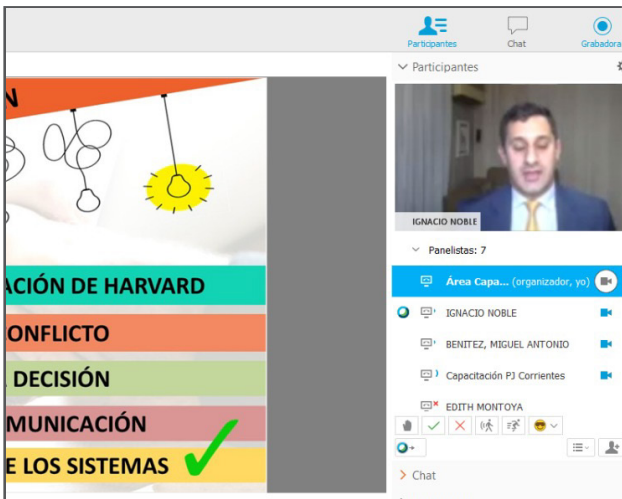 Participantes
Chat
Grabadora
Participantes
N
IGNACIO NOBLE
Panelistas: 7
Área Capa... (organizador, yo)
IGNACIO NOBLE
BENITEZ, MIGUEL ANTONIO
Capacitación PJ Corrientes
EDITH MONTOYA
ACIÓN DE HARVARD
ONFLICTO
DECISIÓN
MUNICACIÓN
E LOS SISTEMAS
Chat